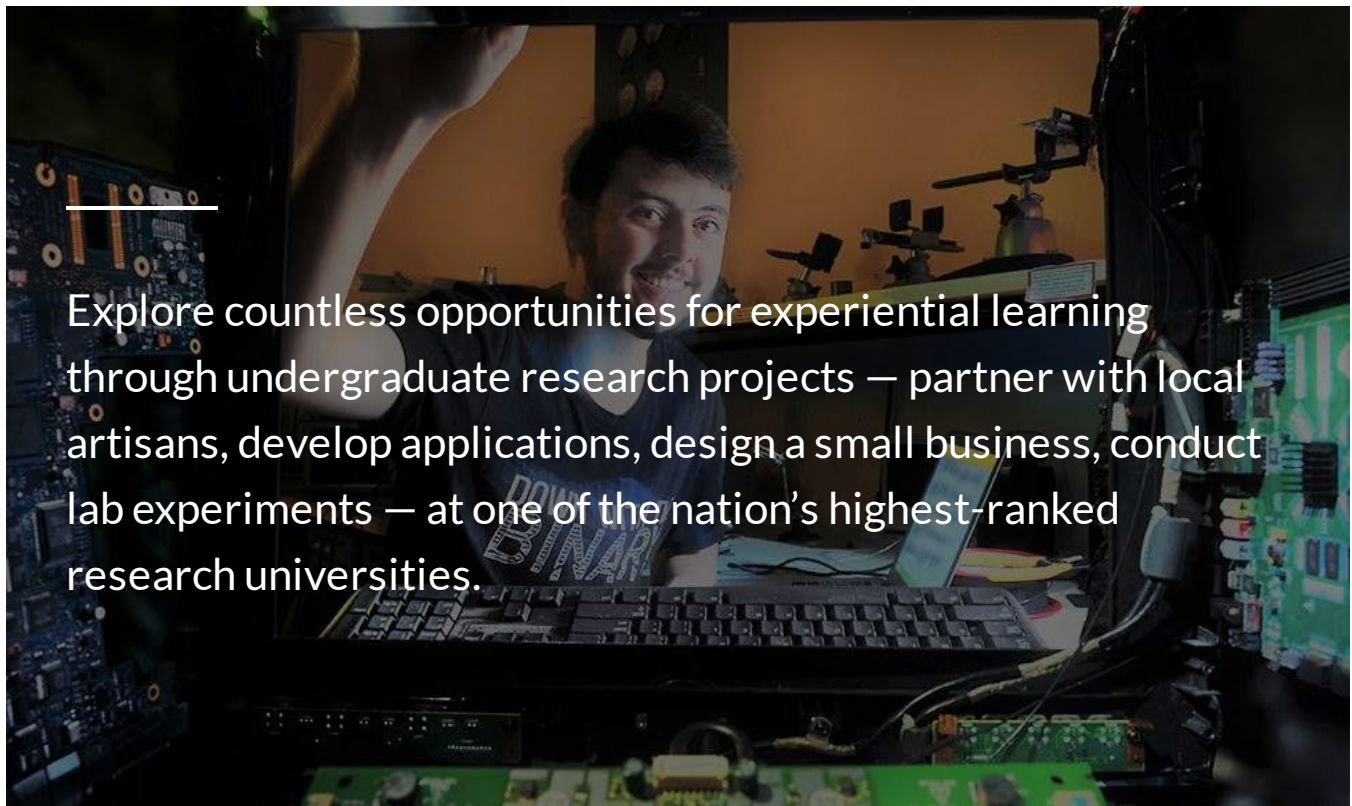 Explore countless opportunities for experiential learning
through undergraduate research projects — partner with local
artisans, develop applications, design a small business, conduct
lab experiments — at one of the nation’s highest-ranked
research universities.
BINARY